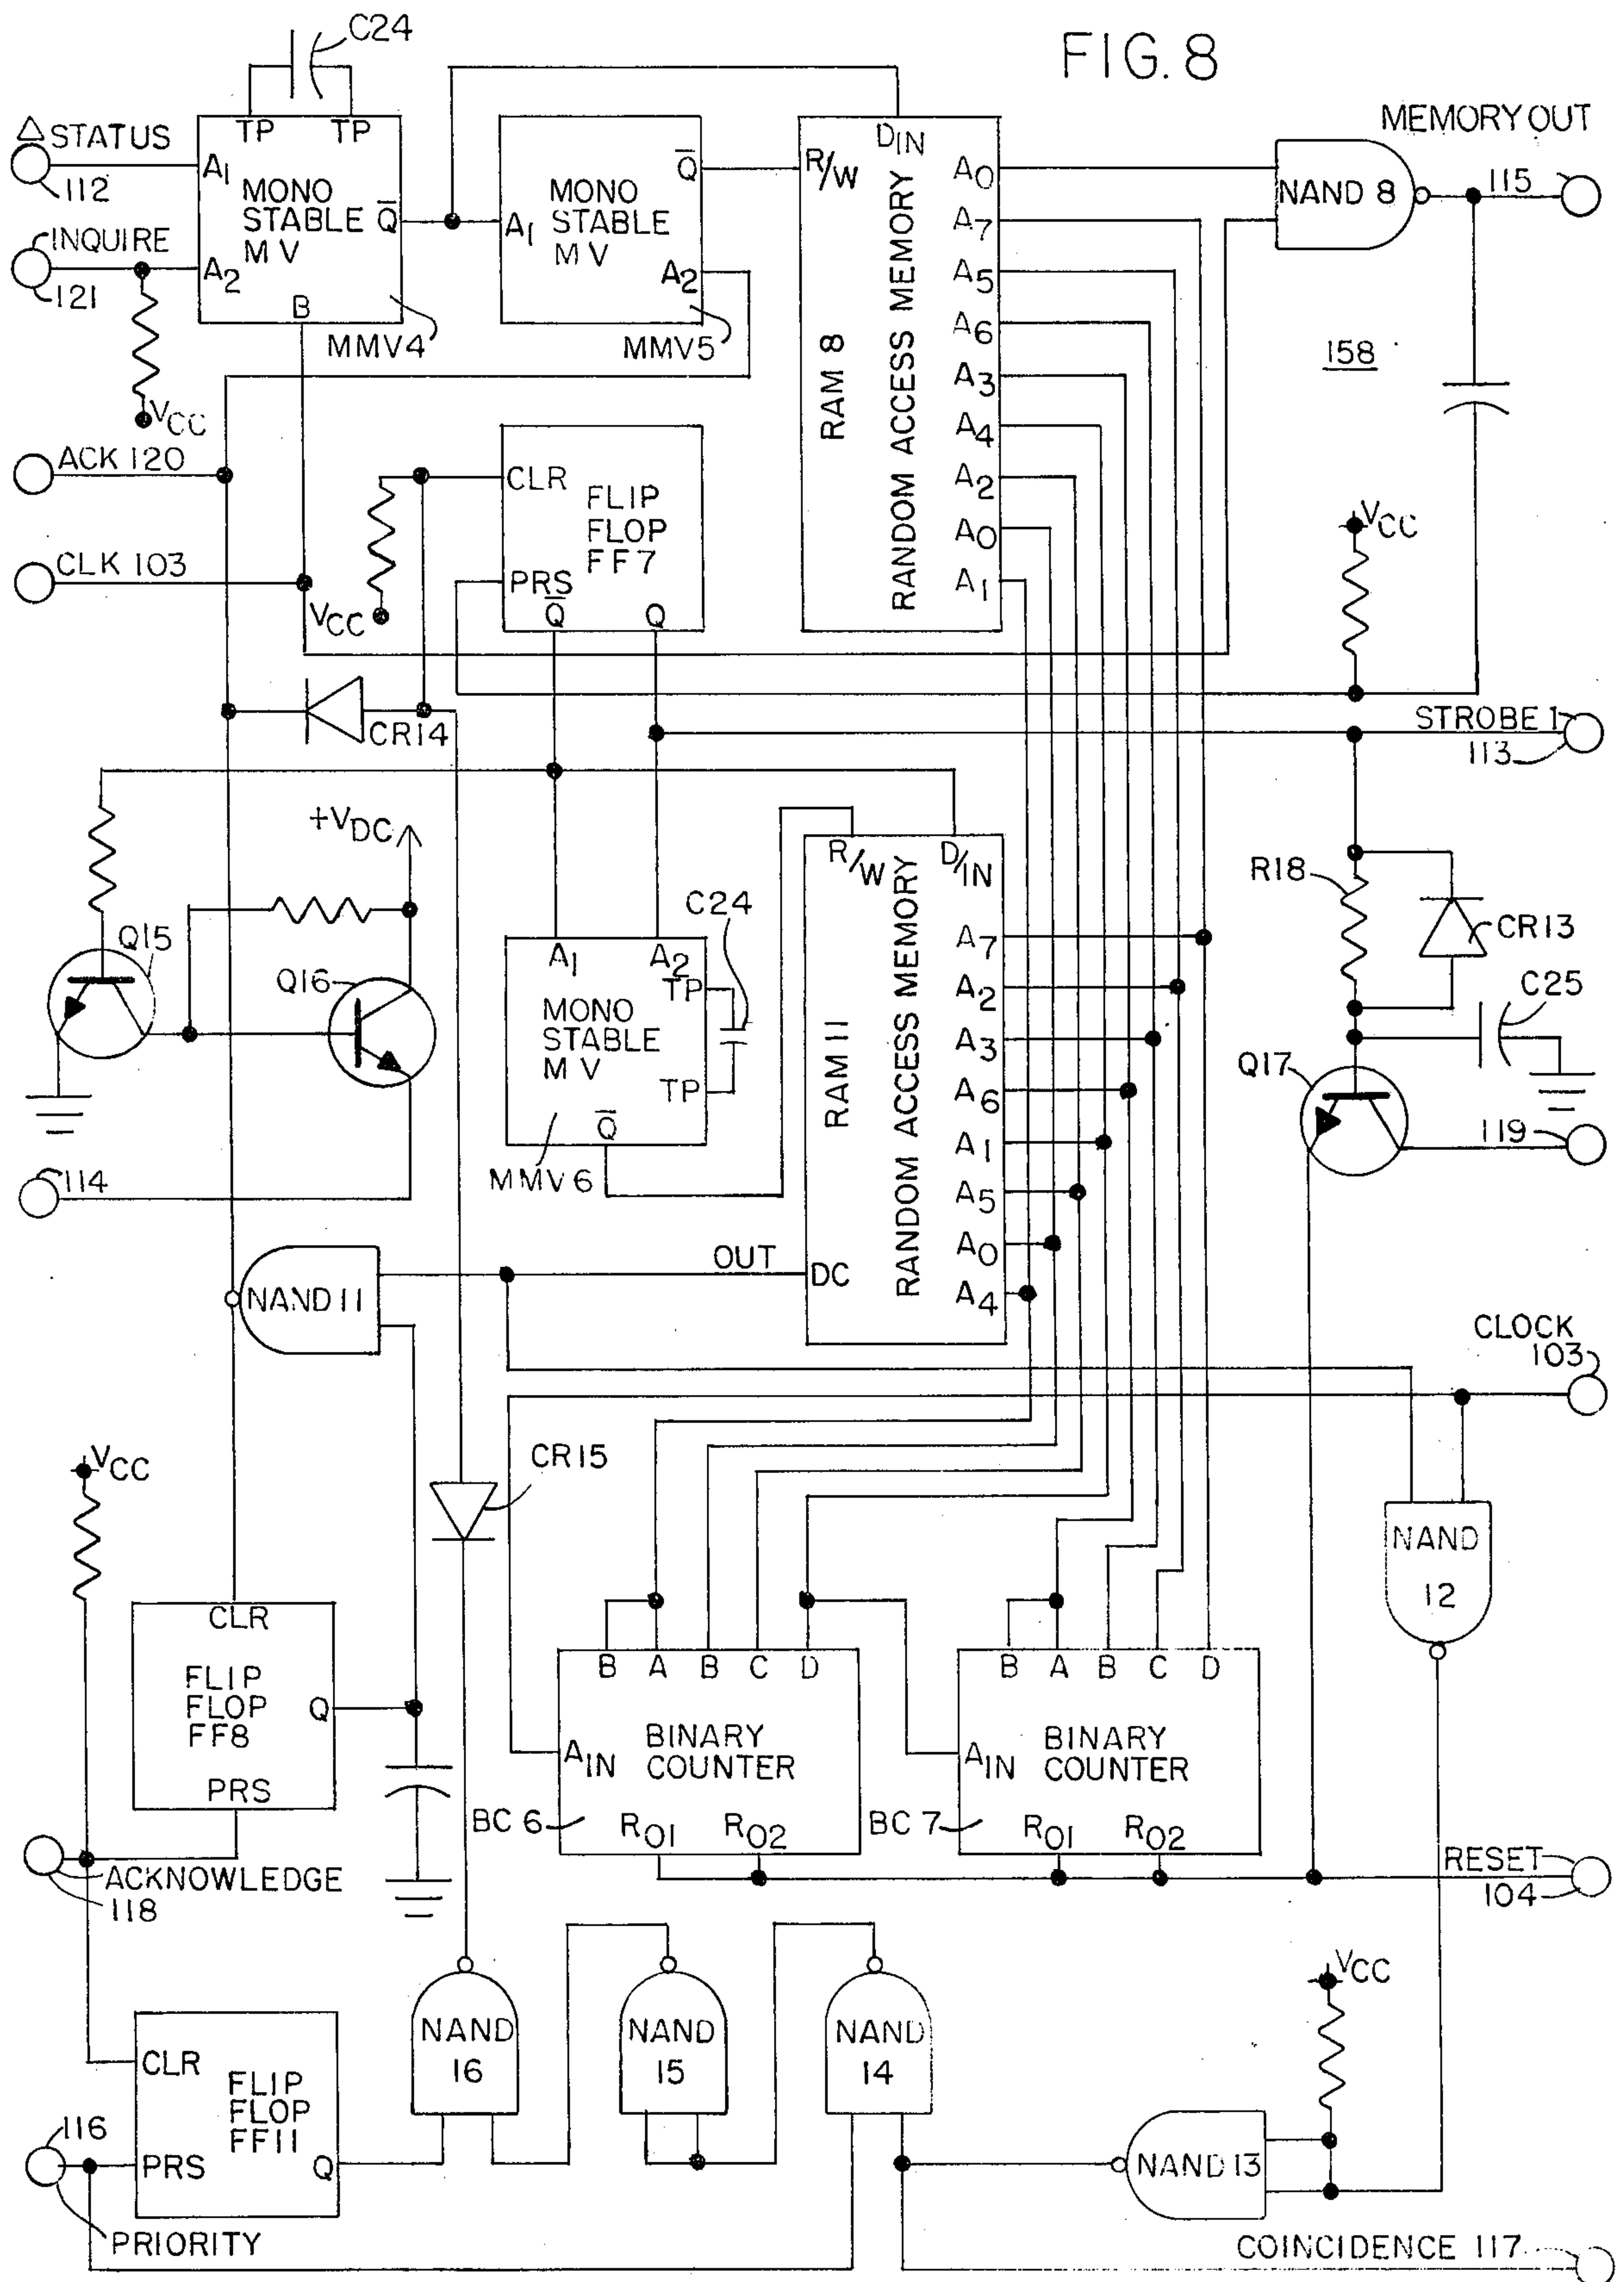 FIG. 8
C24
MEMORY OUT
Δ STATUS
112
TP TP
A1
MONO
STABLE
MV
Q̅
A2
B
MMV4
INQUIRE
121
VCC
MONO
STABLE
MV
Q̅
A1
A2
MMV5
DIN
R/W
RAM 8
RANDOM ACCESS MEMORY
A0
A7
A5
A6
A3
A4
A2
A0
A1
NAND 8
115
158
ACK 120
CLK 103
VCC
CLR
FLIP
FLOP
FF7
PRS
Q̅ Q
VCC
CR14
STROBE 1
113
+VDC
Q15
Q16
114
A1 A2
TP
MONO
STABLE
MV
TP
Q̅
C24
MMV6
R/W D/IN
RAM 11
RANDOM ACCESS MEMORY
A7
A2
A3
A6
A1
A5
A0
A4
OUT
DC
R18
CR13
C25
Q17
119
NAND 11
CLOCK
103
VCC
CR15
NAND
12
CLR
FLIP
FLOP
FF8
Q
PRS
B A B C D
AIN
BINARY
COUNTER
R01 R02
BC 6
B A B C D
AIN
BINARY
COUNTER
R01 R02
BC 7
ACKNOWLEDGE
118
RESET
104
NAND
16
NAND
15
NAND
14
VCC
CLR
FLIP
FLOP
FF11
PRS
Q
116
PRIORITY
NAND 13
COINCIDENCE 117